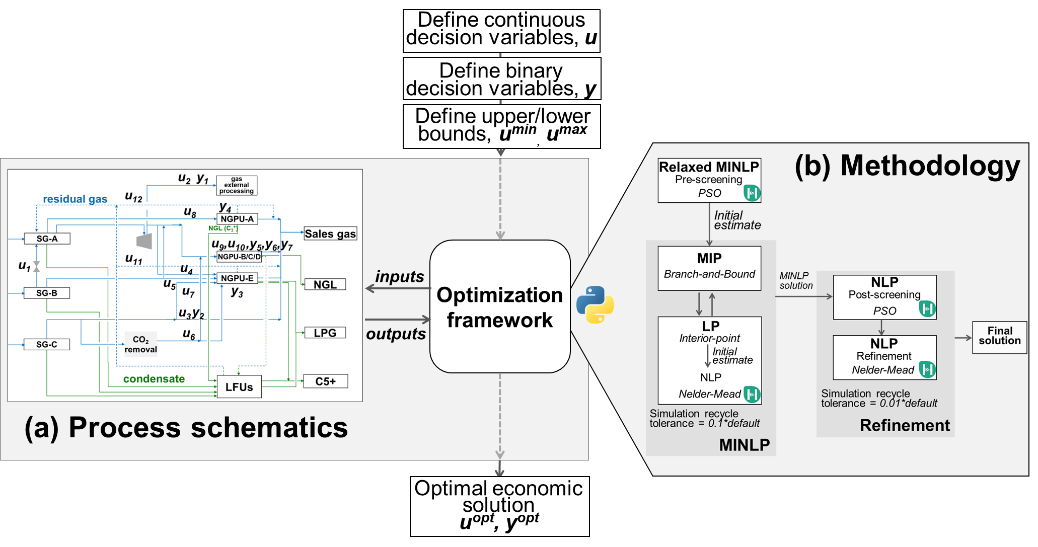 Define continuous
decision variables, u
Define binary
decision variables, y
Define upper/lower
bounds, u^min, u^max
u2 y1
gas
external
processing
residual gas
u12
u8
y4
NGPU-A
NGL (C3+)
Sales gas
SG-A
u9,u10,y5,y6,y7
NGPU-B/C/D
u1
u11
u4
NGPU-E
NGL
u5
u7
y3
SG-B
u3y2
LPG
SG-C
CO2
removal
u6
condensate
LFUs
C5+
(a) Process schematics
inputs
outputs
Optimization
framework
Optimal economic
solution
u^opt, y^opt
(b) Methodology
Relaxed MINLP
Pre-screening
PSO
Initial
estimate
MIP
Branch-and-Bound
LP
Interior-point
Initial
estimate
NLP
Nelder-Mead
Simulation recycle
tolerance = 0.1*default
MINLP
MINLP
solution
NLP
Post-screening
PSO
NLP
Refinement
Nelder-Mead
Simulation recycle
tolerance = 0.01*default
Refinement
Final
solution